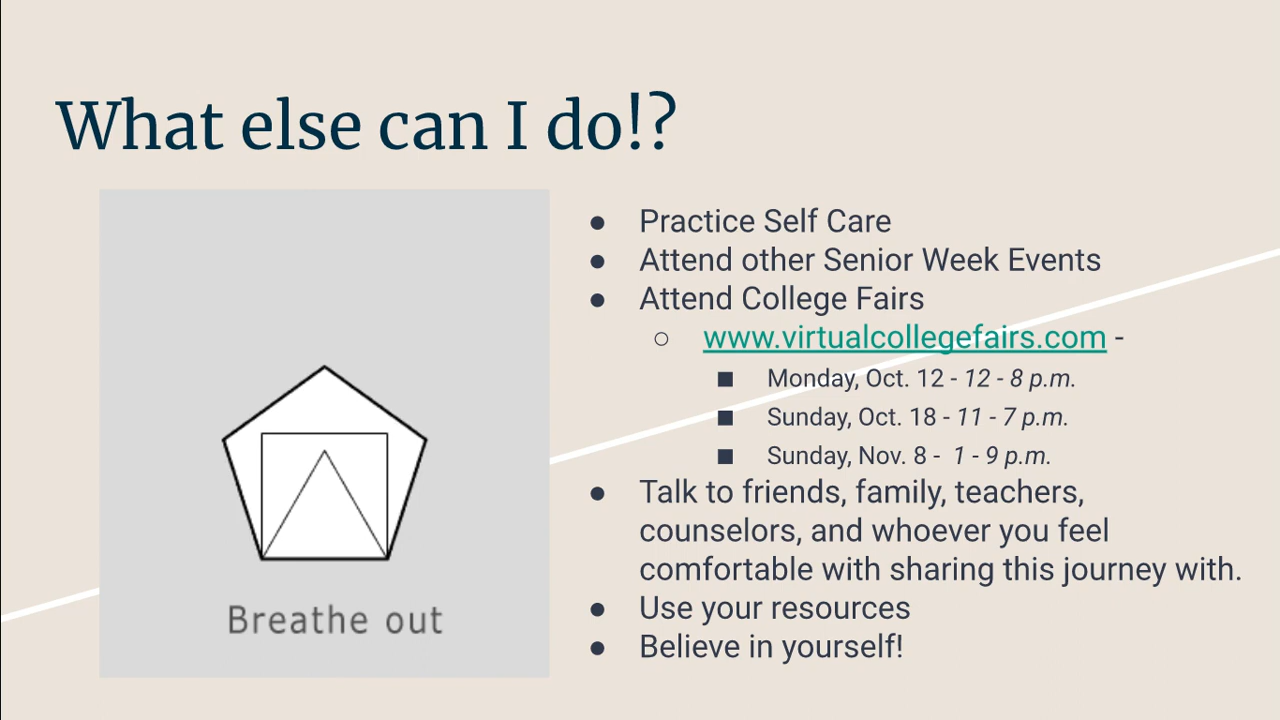 What else can I do!?
● Practice Self Care
● Attend other Senior Week Events
● Attend College Fairs
○ www.virtualcollegefairs.com -
■ Monday, Oct. 12 - 12 - 8 p.m.
■ Sunday, Oct. 18 - 11 - 7 p.m.
■ Sunday, Nov. 8 - 1 - 9 p.m.
● Talk to friends, family, teachers,
counselors, and whoever you feel
comfortable with sharing this journey with.
● Use your resources
● Believe in yourself!
Breathe out